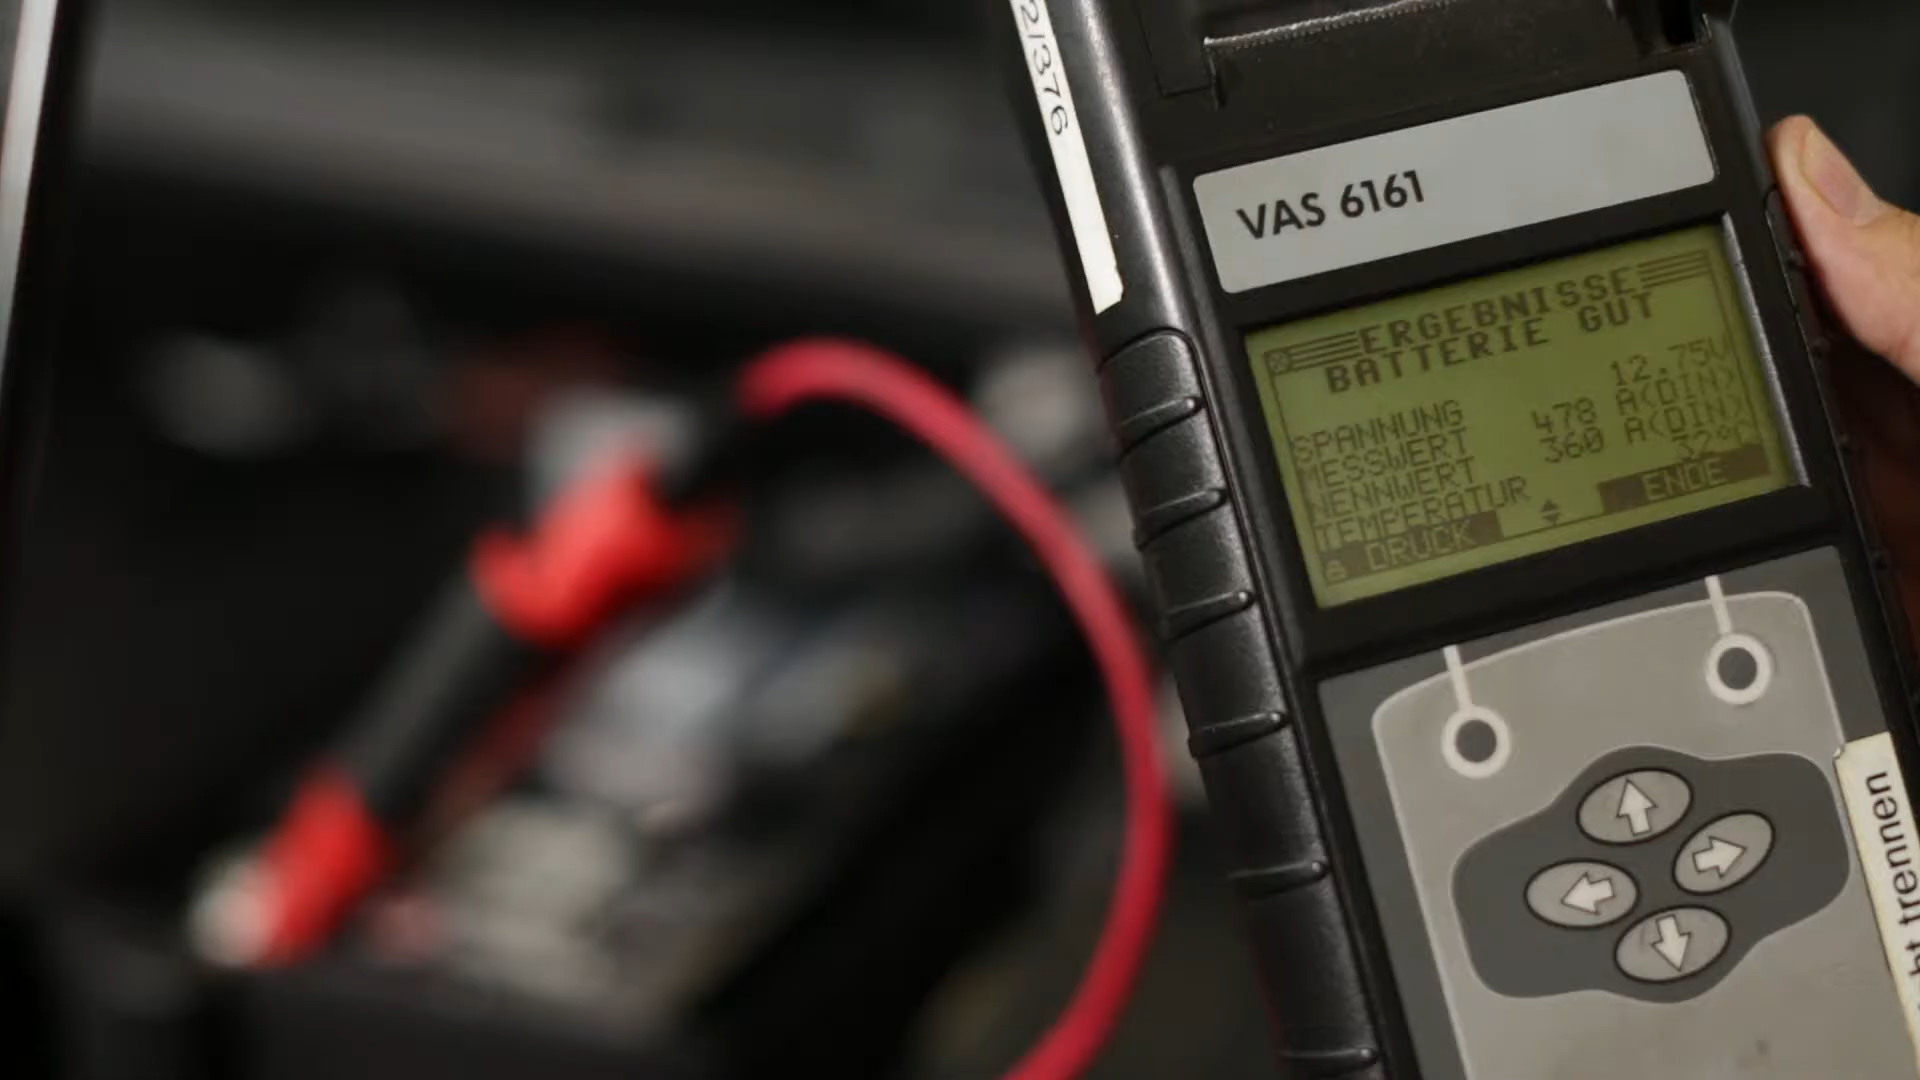 2/376
VAS 6161
ERGEBNISSE
BATTERIE GUT
SPANNUNG 12.75V
MESSWERT 478 A(DIN)
NENNWERT 360 A(DIN)
TEMPERATUR 32°C
DRUCK ENDE
ht trennen